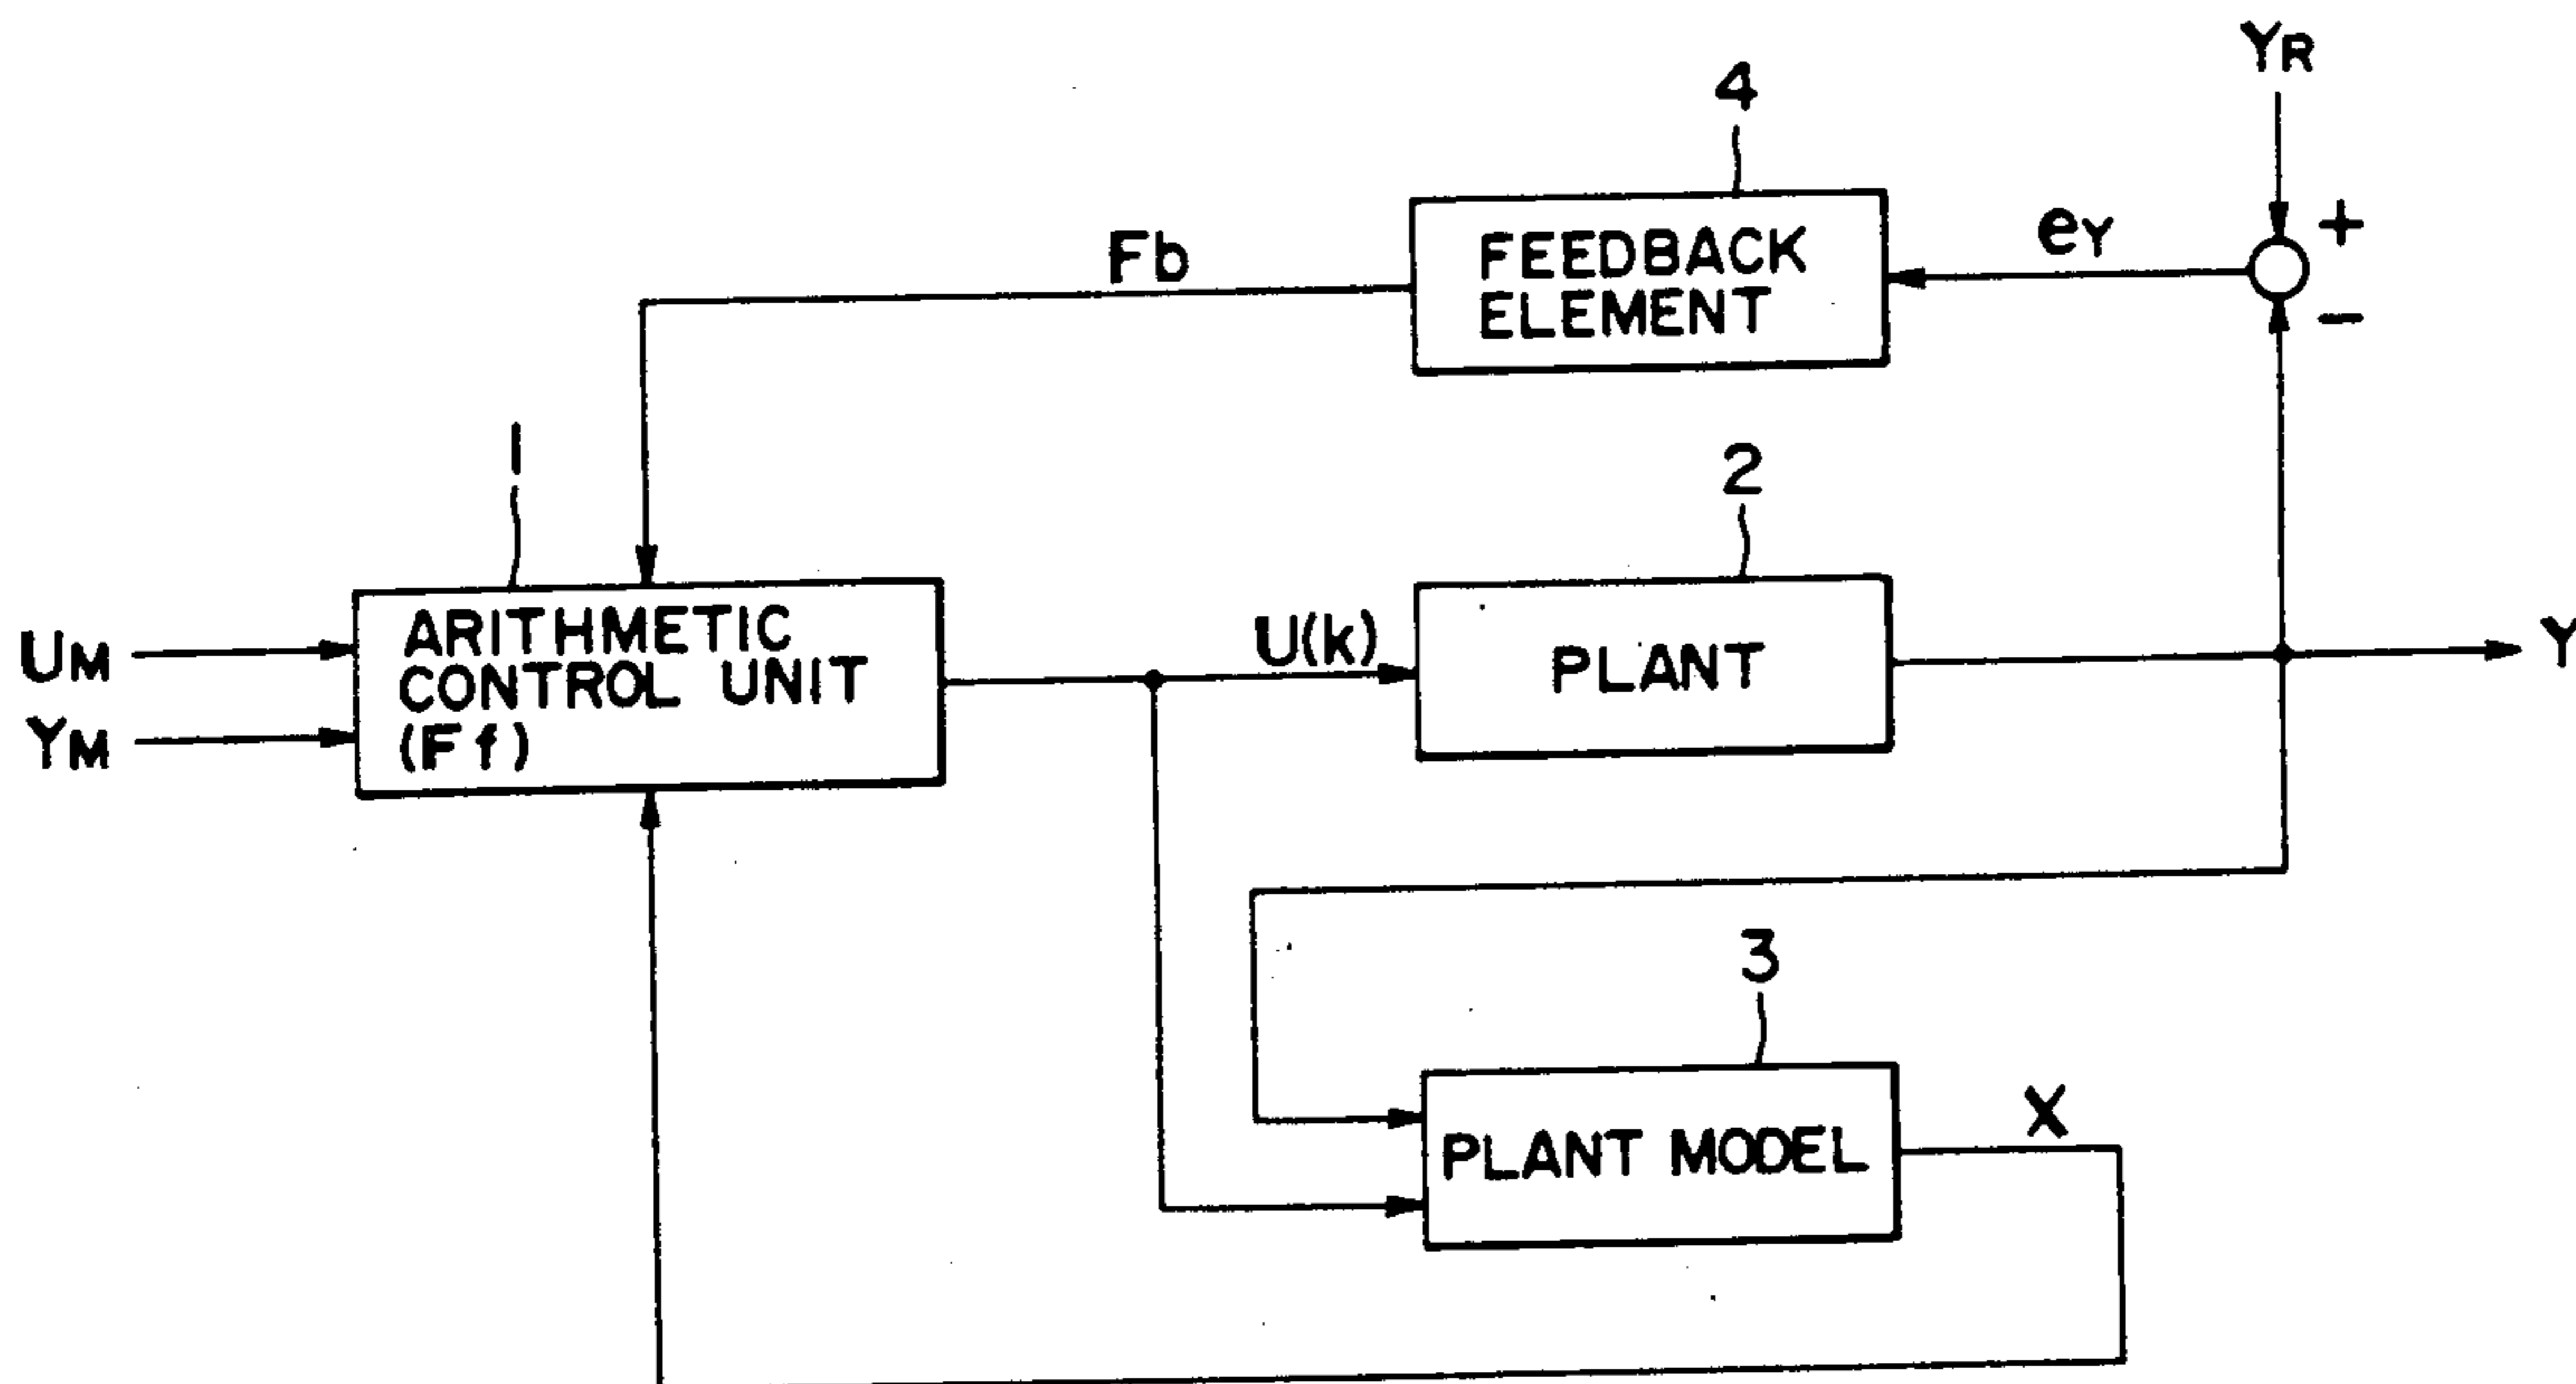 YR
4
+
eY
Fb
FEEDBACK
ELEMENT
−
1
2
UM
ARITHMETIC
CONTROL UNIT
(Ff)
U(k)
PLANT
Y
YM
3
X
PLANT MODEL